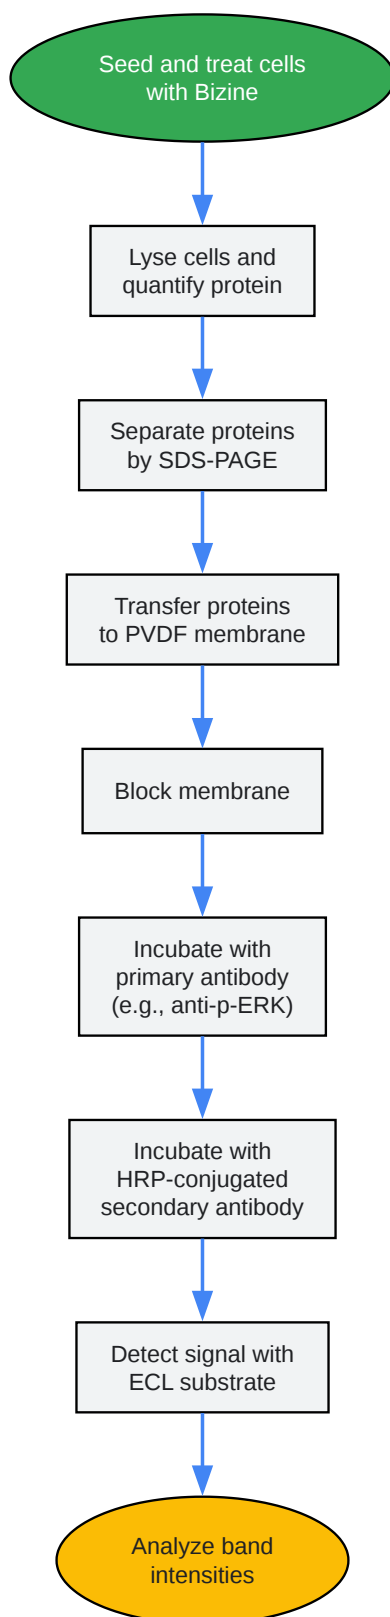 Seed and treat cells
with Bizine
Lyse cells and
quantify protein
Separate proteins
by SDS-PAGE
Transfer proteins
to PVDF membrane
Block membrane
Incubate with
primary antibody
(e.g., anti-p-ERK)
Incubate with
HRP-conjugated
secondary antibody
Detect signal with
ECL substrate
Analyze band
intensities